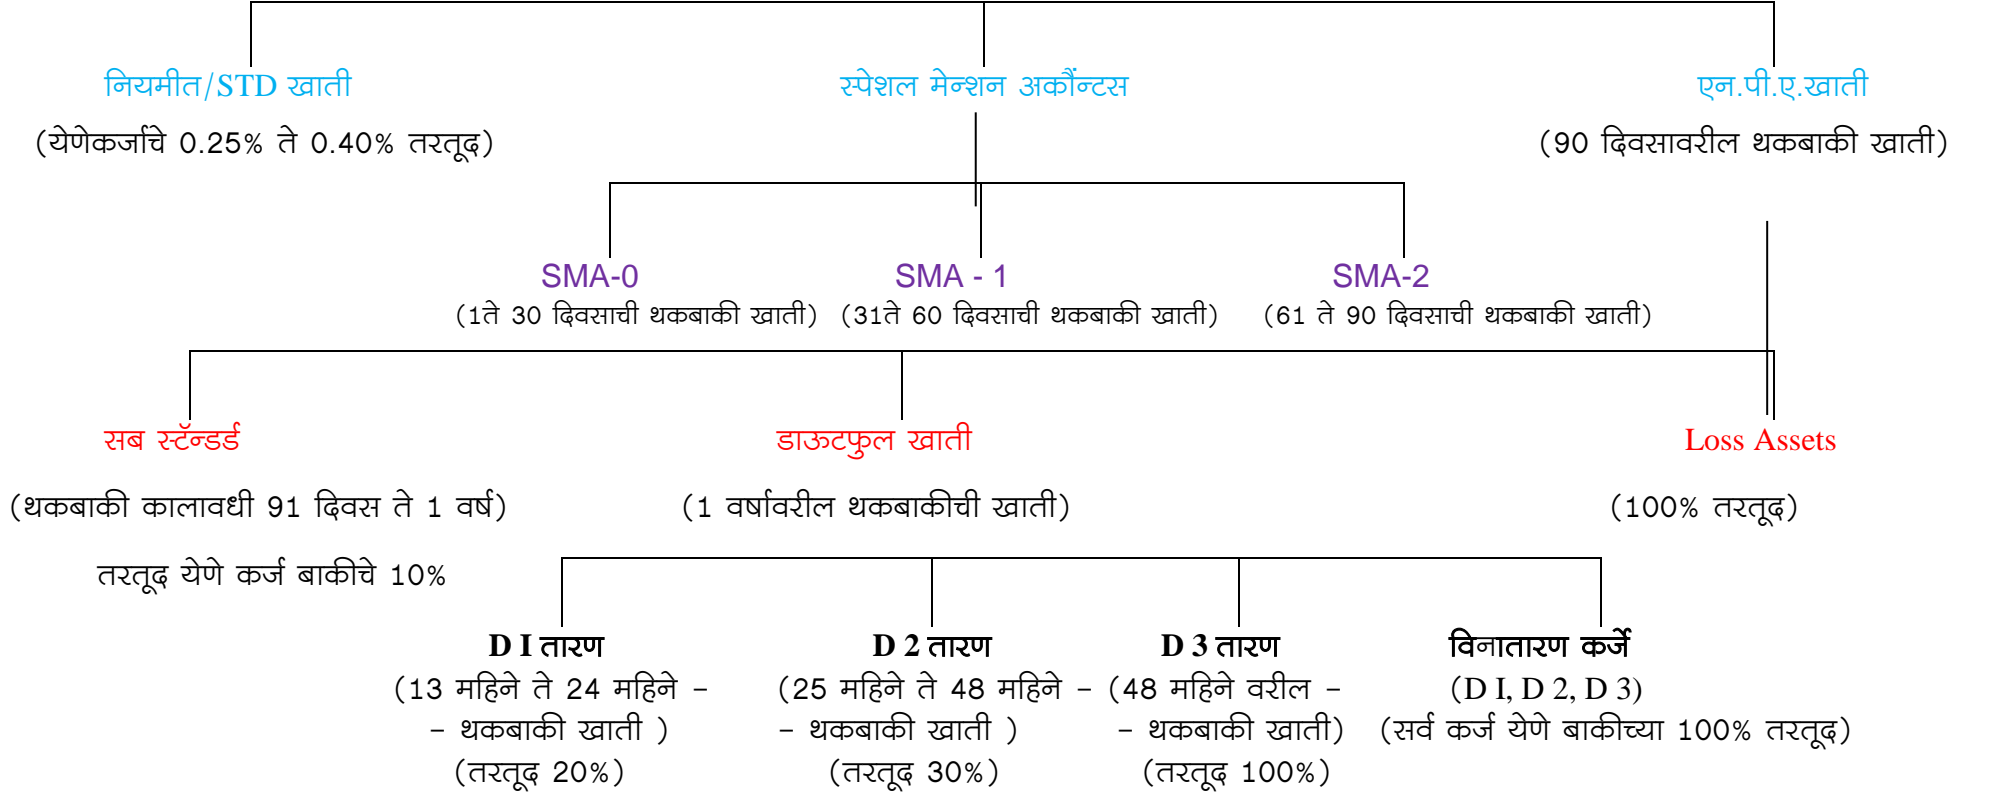 नियमीत/STD खाती
स्पेशल मेन्शन अकौंन्टस
एन.पी.ए.खाती
(येणेकर्जाचे 0.25% ते 0.40% तरतूद)
(90 दिवसावरील थकबाकी खाती)
SMA-0
SMA - 1
SMA-2
(1ते 30 दिवसाची थकबाकी खाती)
(31ते 60 दिवसाची थकबाकी खाती)
(61 ते 90 दिवसाची थकबाकी खाती)
सब स्टॅन्डर्ड
डाऊटफुल खाती
Loss Assets
(थकबाकी कालावधी 91 दिवस ते 1 वर्ष)
(1 वर्षावरील थकबाकीची खाती)
(100% तरतूद)
तरतूद येणे कर्ज बाकीचे 10%
D I तारण
D 2 तारण
D 3 तारण
विनातारण कर्जे
(13 महिने ते 24 महिने –
– थकबाकी खाती )
(तरतूद 20%)
(25 महिने ते 48 महिने –
– थकबाकी खाती )
(तरतूद 30%)
(48 महिने वरील –
– थकबाकी खाती)
(तरतूद 100%)
(D I, D 2, D 3)
(सर्व कर्ज येणे बाकीच्या 100% तरतूद)